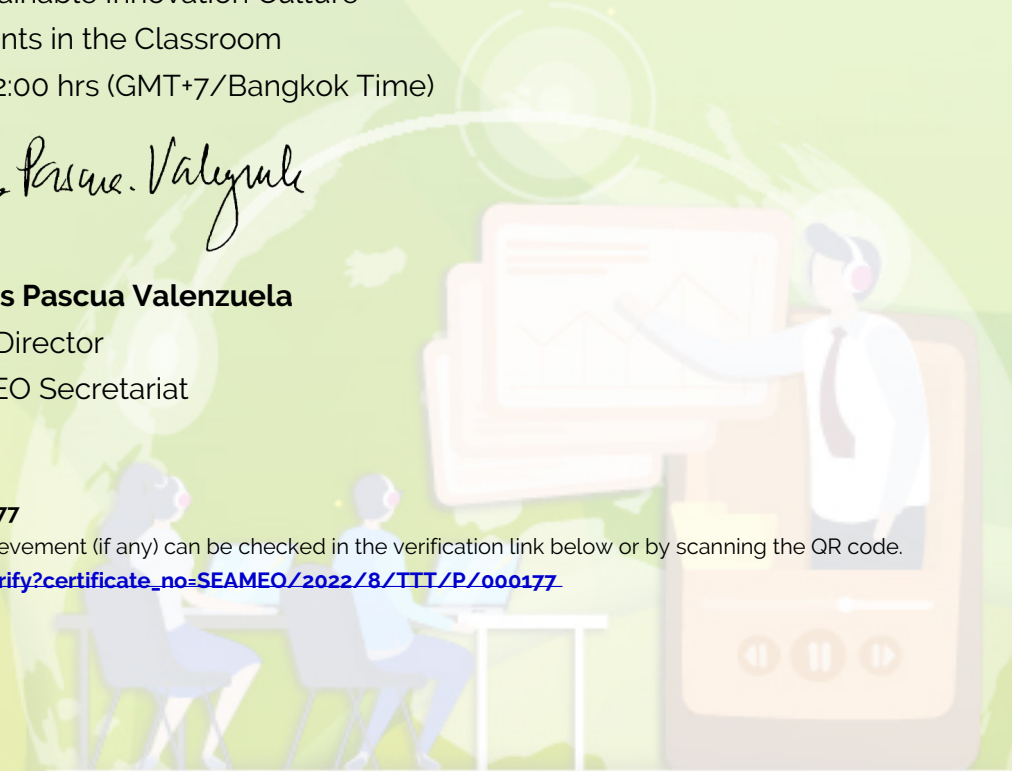 ainable Innovation Culture
nts in the Classroom
2:00 hrs (GMT+7/Bangkok Time)
Pascua. Valenzuela
s Pascua Valenzuela
Director
EO Secretariat
77
evement (if any) can be checked in the verification link below or by scanning the QR code.
rify?certificate_no=SEAMEO/2022/8/TTT/P/000177